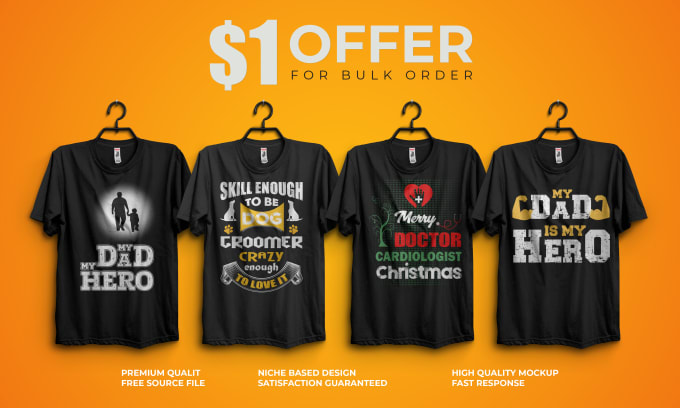 $1 OFFER
FOR BULK ORDER
MY
DAD
MY
HERO
SKILL ENOUGH
TO BE
DOG
GROOMER
CRAZY
enough
TO LOVE IT
Merry
DOCTOR
CARDIOLOGIST
Christmas
MY
DAD
IS MY
HERO
PREMIUM QUALIT
FREE SOURCE FILE
NICHE BASED DESIGN
SATISFACTION GUARANTEED
HIGH QUALITY MOCKUP
FAST RESPONSE